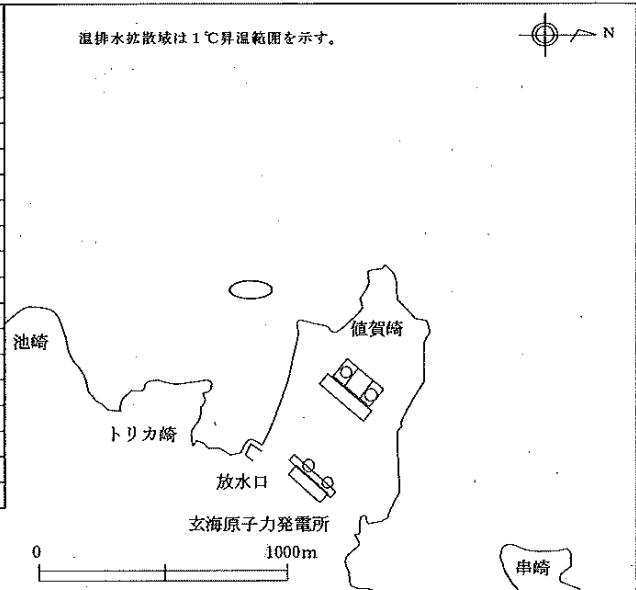 温排水拡散域は1℃昇温範囲を示す。
N
池崎
値賀崎
トリカ崎
放水口
玄海原子力発電所
0
1000m
串崎